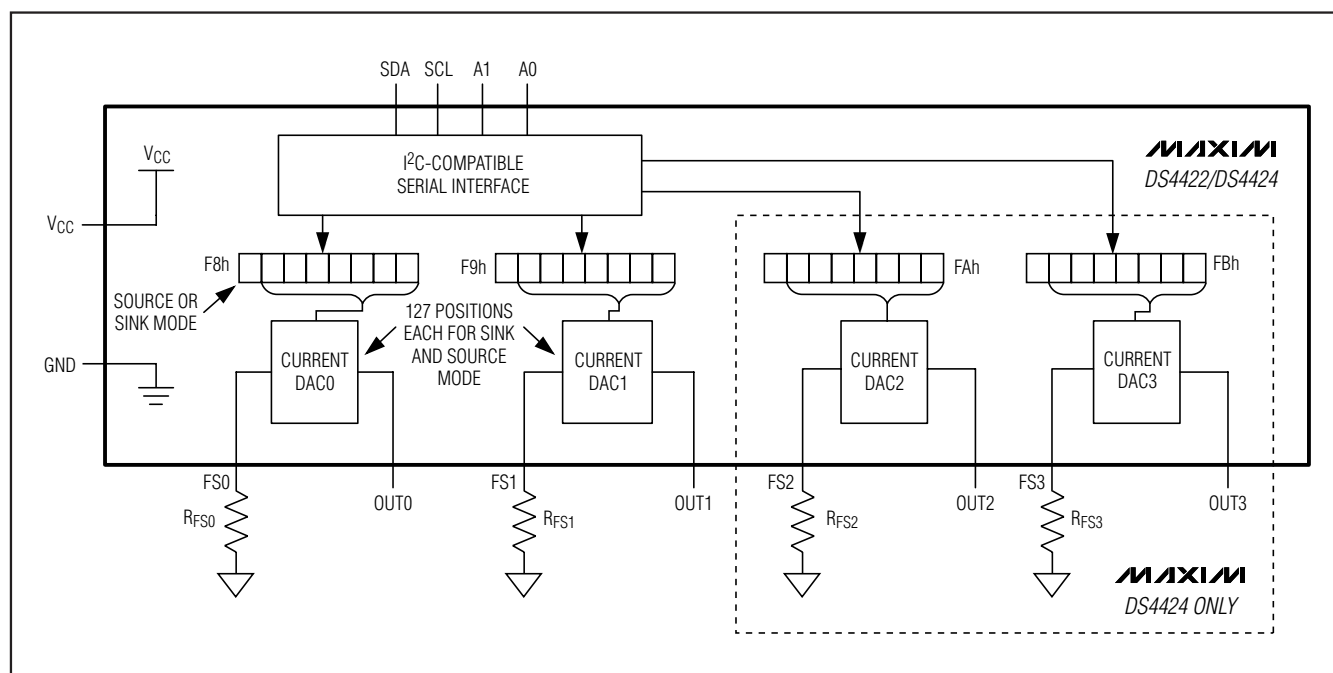 SDA SCL A1 A0
VCC
I2C-COMPATIBLE
SERIAL INTERFACE
MAXIM
DS4422/DS4424
VCC
F8h
F9h
FAh
FBh
SOURCE OR
SINK MODE
127 POSITIONS
EACH FOR SINK
AND SOURCE
MODE
GND
CURRENT
DAC0
CURRENT
DAC1
CURRENT
DAC2
CURRENT
DAC3
FS0
OUT0
FS1
OUT1
FS2
OUT2
FS3
OUT3
RFS0
RFS1
RFS2
RFS3
MAXIM
DS4424 ONLY